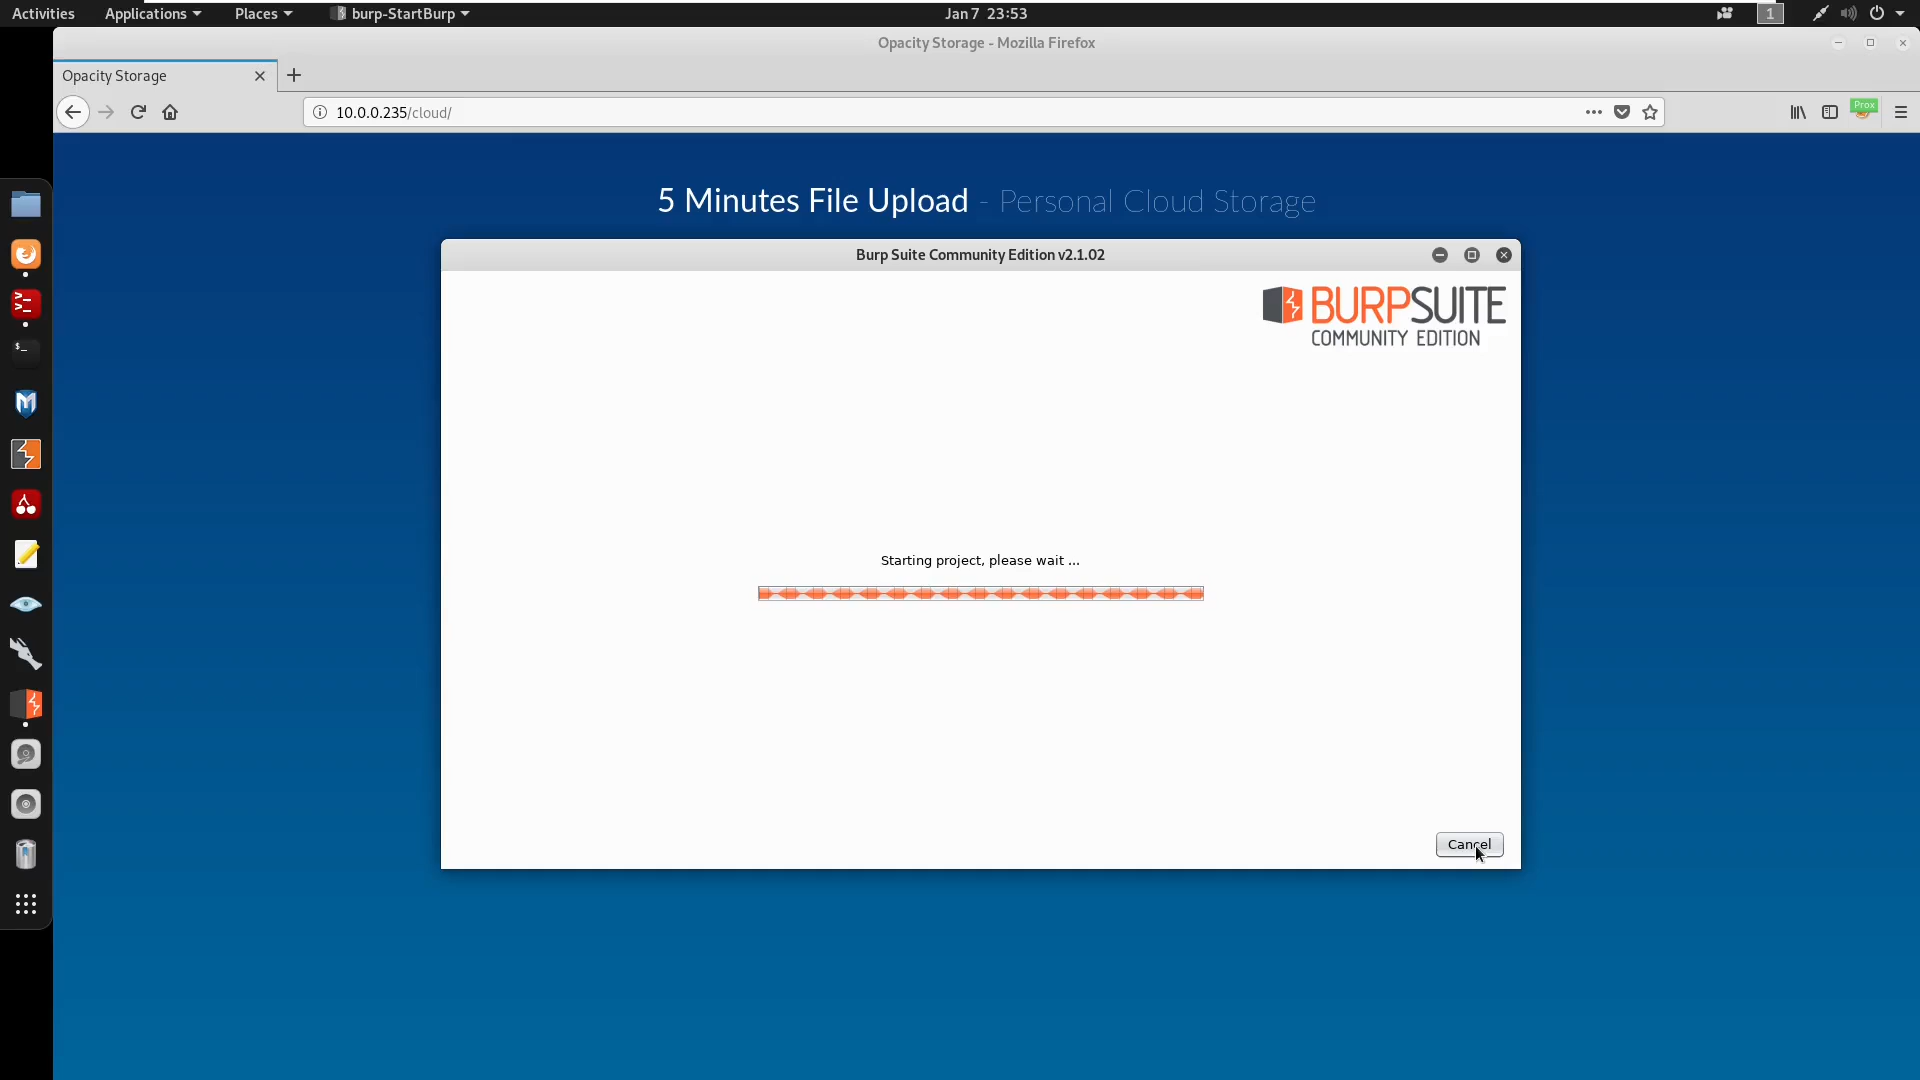 Activities Applications Places burp-StartBurp Jan 7 23:53 1
Opacity Storage - Mozilla Firefox
Opacity Storage
10.0.0.235/cloud/ Prox
5 Minutes File Upload - Personal Cloud Storage
Burp Suite Community Edition v2.1.02
BURPSUITE
COMMUNITY EDITION
Starting project, please wait ...
Cancel